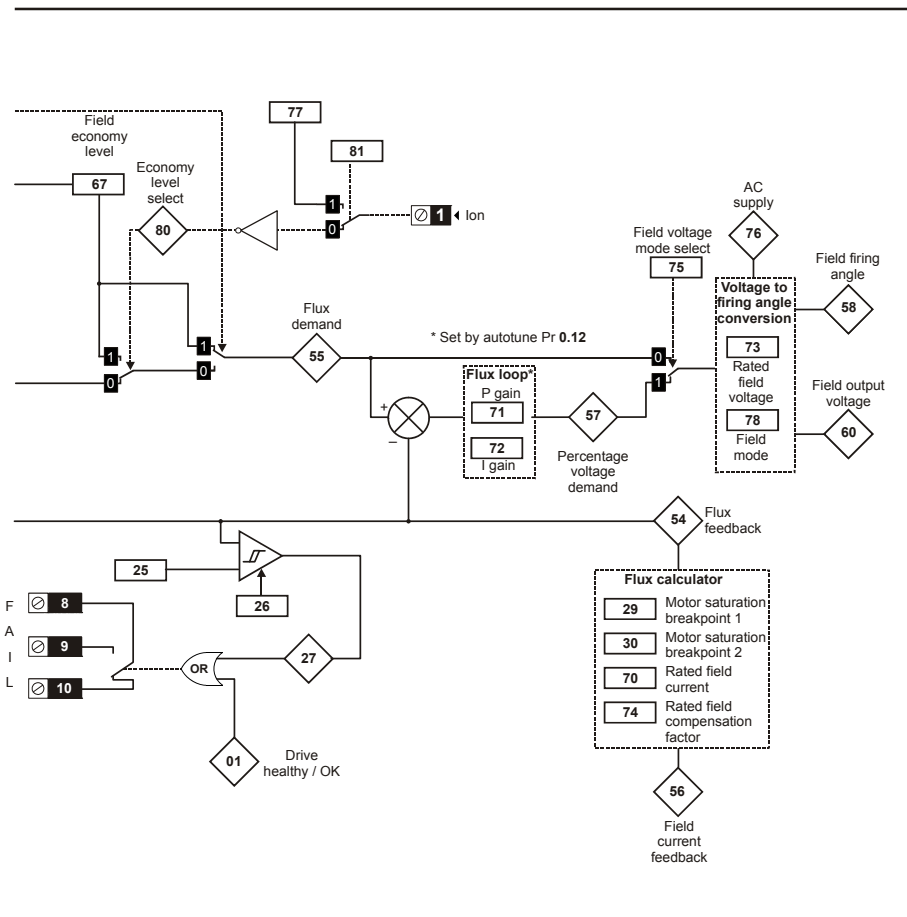 77
Field
economy
level
81
Economy
level
select
67
1
0
1
Ion
80
AC
supply
76
Field voltage
mode select
75
Field firing
angle
58
Voltage to
firing angle
conversion
Flux
demand
55
* Set by autotune Pr 0.12
1
0
1
0
0
1
73
Rated
field
voltage
78
Field
mode
Field output
voltage
60
Flux loop*
P gain
71
72
I gain
+
–
57
Percentage
voltage
demand
54
Flux
feedback
25
26
F
A
I
L
8
9
10
OR
27
01
Drive
healthy / OK
Flux calculator
29
Motor saturation
breakpoint 1
30
Motor saturation
breakpoint 2
70
Rated field
current
74
Rated field
compensation
factor
56
Field
current
feedback